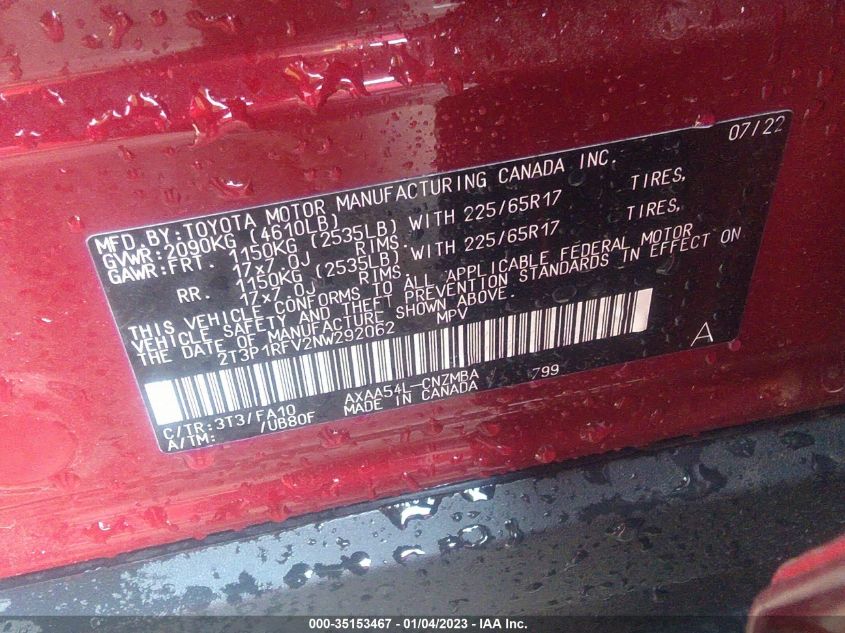 07/22
MFD. BY:TOYOTA MOTOR MANUFACTURING CANADA INC.
GVWR:2090KG (4610LB)
GAWR:FRT. 1150KG (2535LB) WITH 225/65R17 TIRES,
17x7.0J RIMS.
RR. 1150KG (2535LB) WITH 225/65R17 TIRES,
17x7.0J RIMS.
THIS VEHICLE CONFORMS TO ALL APPLICABLE FEDERAL MOTOR
VEHICLE SAFETY AND THEFT PREVENTION STANDARDS IN EFFECT ON
THE DATE OF MANUFACTURE SHOWN ABOVE.
2T3P1RFV2NW292062 MPV
A
C/TR:3T3/FA10 AXAA54L-CNZMBA 799
A/TM: /UB80F MADE IN CANADA
000-35153467 - 01/04/2023 - IAA Inc.